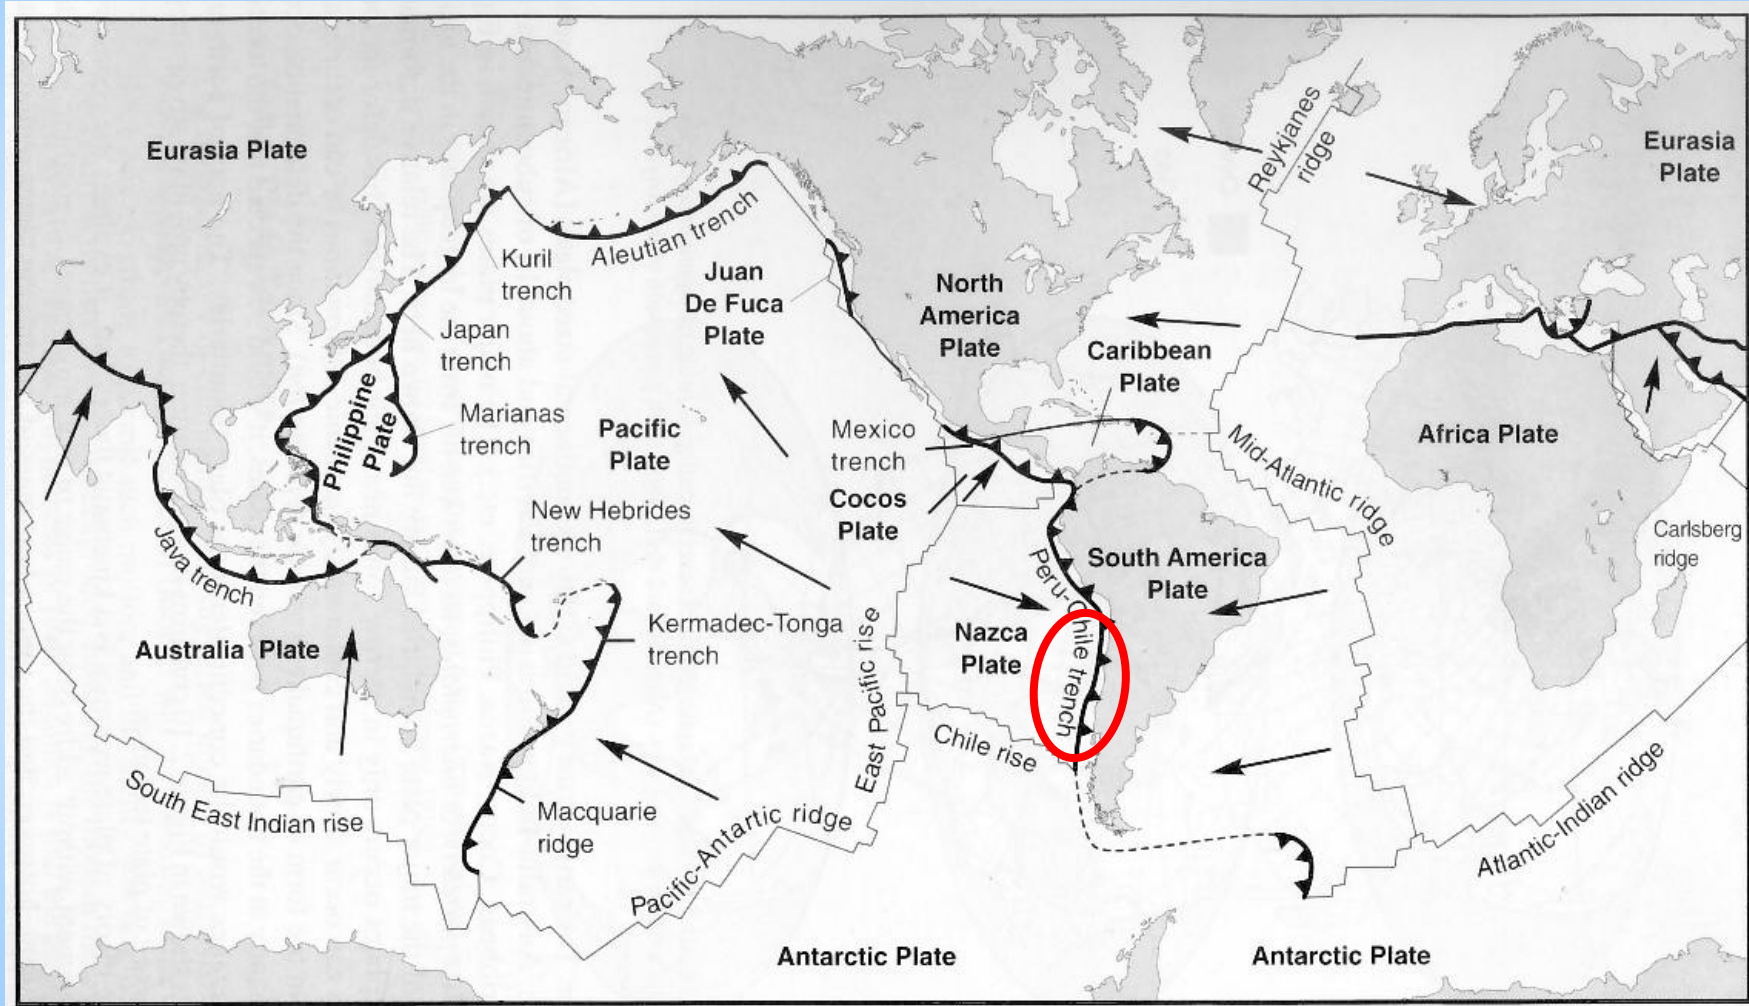 Eurasia Plate
Kuril
trench
Aleutian trench
Japan
trench
Juan
De Fuca
Plate
Philippine
Plate
Marianas
trench
Pacific
Plate
New Hebrides
trench
Java trench
Australia Plate
Kermadec-Tonga
trench
South East Indian rise
Macquarie
ridge
Pacific-Antartic ridge
East Pacific rise
North
America
Plate
Caribbean
Plate
Mexico
trench
Cocos
Plate
Peru-Chile trench
South America
Plate
Nazca
Plate
Chile rise
Antarctic Plate
Reykjanes
ridge
Eurasia
Plate
Mid-Atlantic ridge
Africa Plate
Carlsberg
ridge
Atlantic-Indian ridge
Antarctic Plate